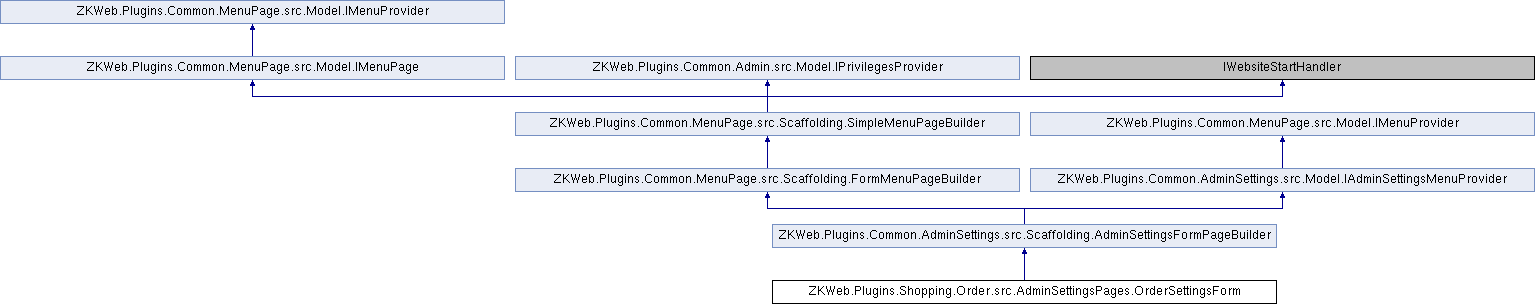 ZKWeb.Plugins.Common.MenuPage.src.Model.IMenuProvider
ZKWeb.Plugins.Common.MenuPage.src.Model.IMenuPage
ZKWeb.Plugins.Common.Admin.src.Model.IPrivilegesProvider
IWebsiteStartHandler
ZKWeb.Plugins.Common.MenuPage.src.Scaffolding.SimpleMenuPageBuilder
ZKWeb.Plugins.Common.MenuPage.src.Model.IMenuProvider
ZKWeb.Plugins.Common.MenuPage.src.Scaffolding.FormMenuPageBuilder
ZKWeb.Plugins.Common.AdminSettings.src.Model.IAdminSettingsMenuProvider
ZKWeb.Plugins.Common.AdminSettings.src.Scaffolding.AdminSettingsFormPageBuilder
ZKWeb.Plugins.Shopping.Order.src.AdminSettingsPages.OrderSettingsForm